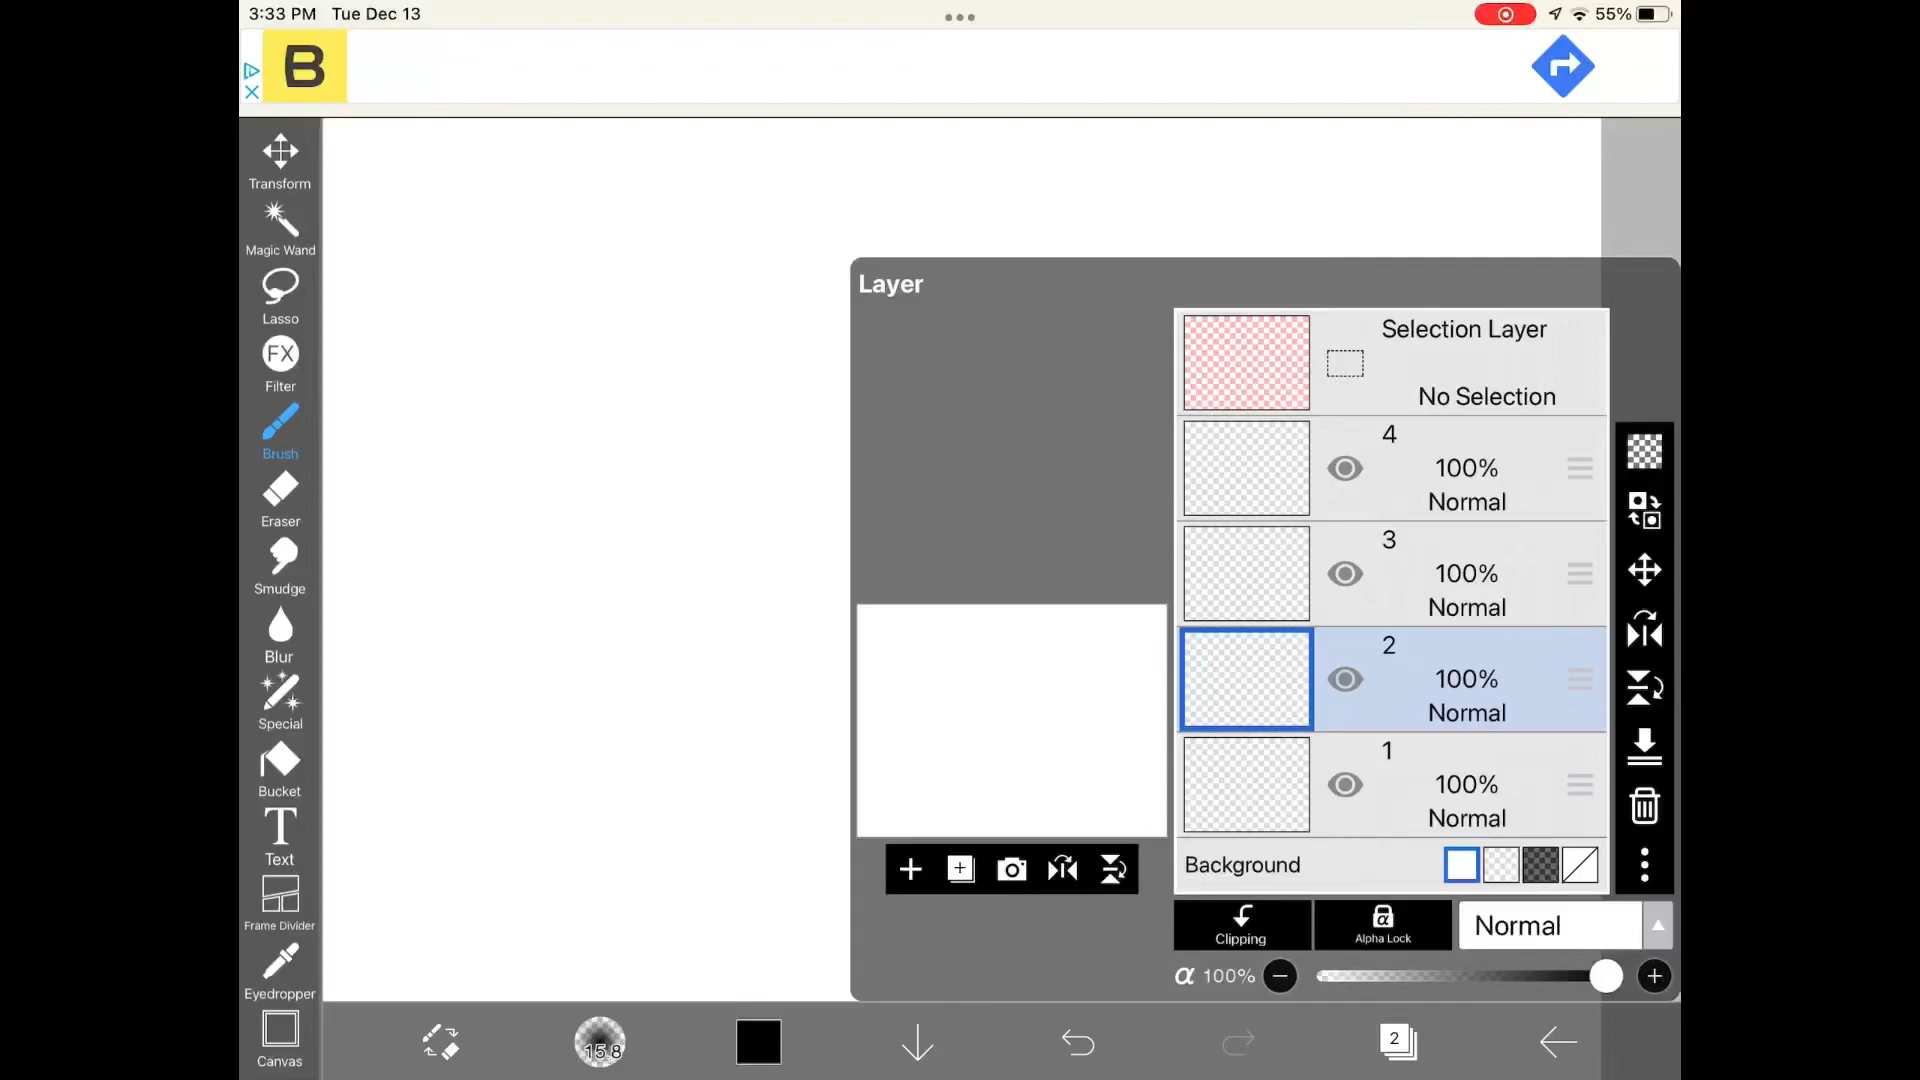 3:33 PM Tue Dec 13
55%
B
Transform
Magic Wand
Lasso
FX
Filter
Brush
Eraser
Smudge
Blur
Special
Bucket
T
Text
Frame Divider
Eyedropper
Canvas
Layer
Selection Layer
No Selection
4
100%
Normal
3
100%
Normal
2
100%
Normal
1
100%
Normal
Background
Clipping
α
Alpha Lock
Normal
α 100%
15.8
2